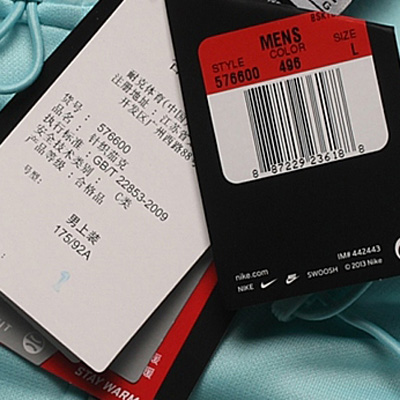 耐克体育(中国
注册地址:江苏省
开发区广州西路88
货号: 576600
品名: 针织茄克
执行标准: GB/T 22853-2009
安全技术类别: C类
产品等级: 合格品
号型:
男上装
175/92A
MENS
STYLE COLOR SIZE
576600 496 L
8 87229 23618 8
nike.com
NIKE SWOOSH
IM# 442443
© 2013 Nike
STAY WARM